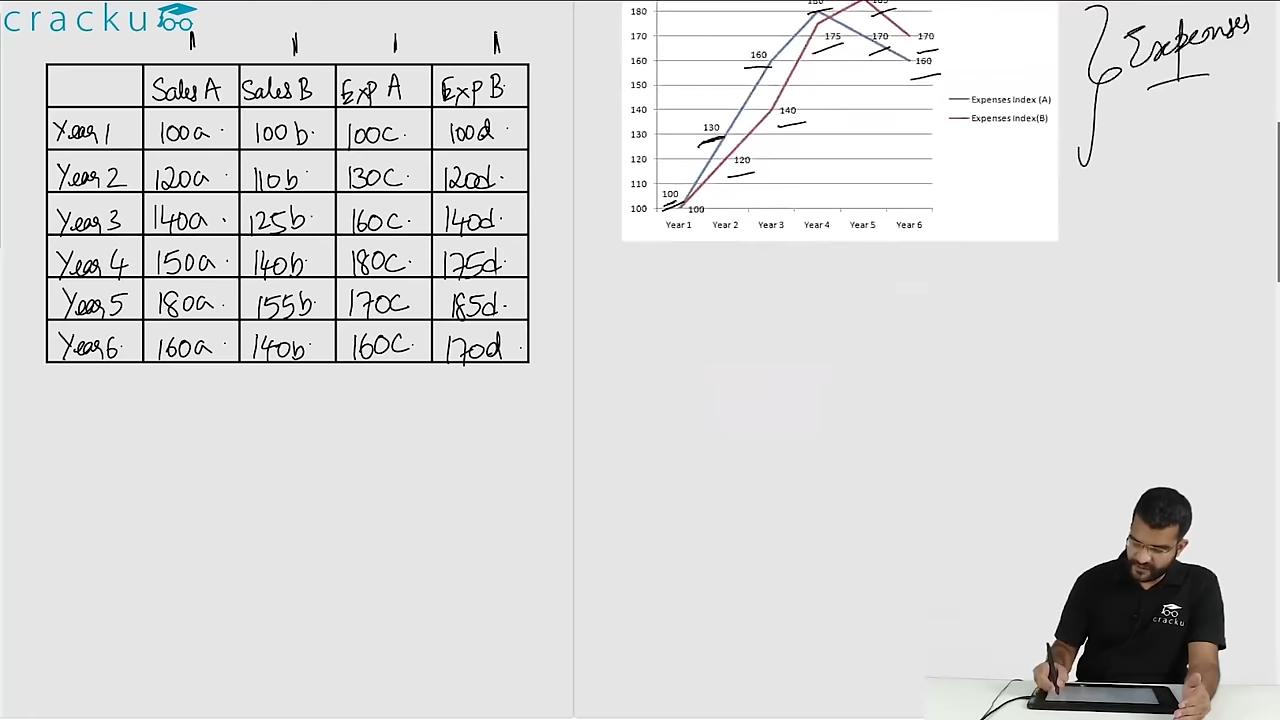 cracku
Sales A Sales B Exp A Exp B
Year 1 100a 100b 100c 100d
Year 2 120a 110b 130c 120d
Year 3 140a 125b 160c 140d
Year 4 150a 140b 180c 175d
Year 5 180a 155b 170c 185d
Year 6 160a 140b 160c 170d
180
170
160
150
140
130
120
110
100
175
170
170
160
160
140
130
120
100
100
Year 1 Year 2 Year 3 Year 4 Year 5 Year 6
Expenses Index (A)
Expenses Index(B)
Expenses
cracku